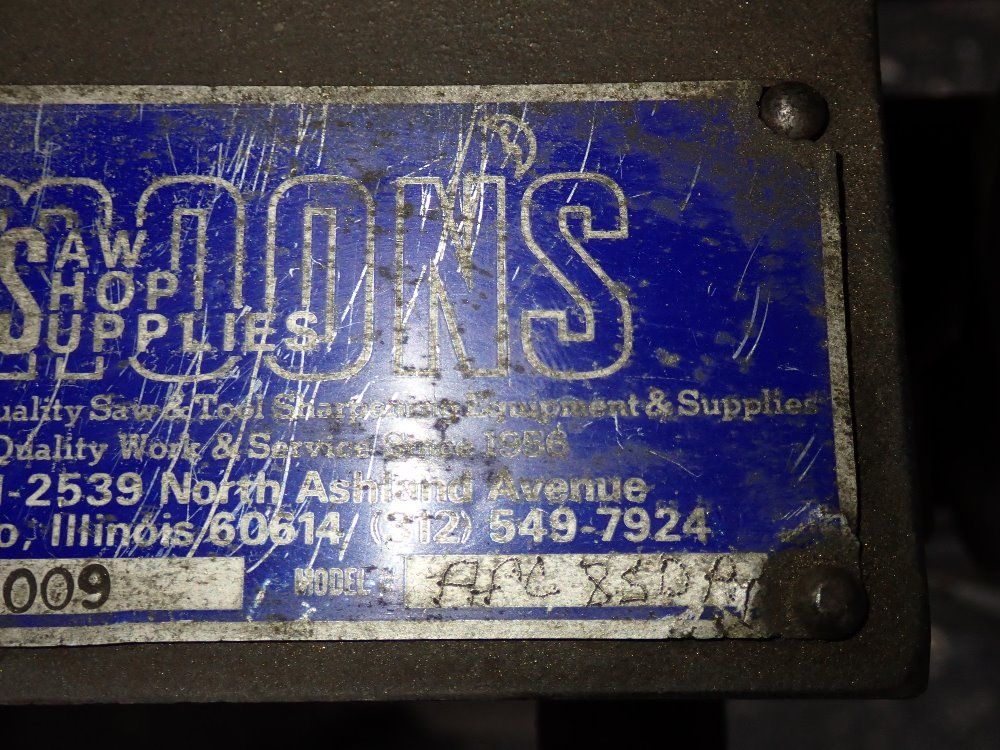 MOONS®
SAW
SHOP
SUPPLIES
uality Saw & Tool Sharpening Equipment & Supplies
Quality Work & Service Since 1956
-2539 North Ashland Avenue
o, Illinois 60614 (312) 549-7924
009 MODEL